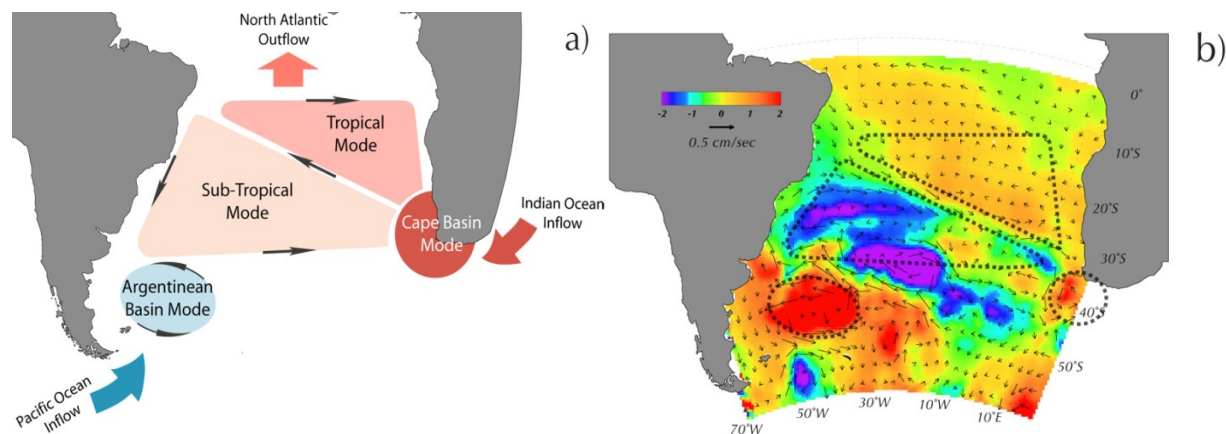 North Atlantic
Outflow
a)
Tropical
Mode
Sub-Tropical
Mode
Cape Basin
Mode
Indian Ocean
Inflow
Argentinean
Basin Mode
Pacific Ocean
Inflow
b)
-2 -1 0 1 2
0.5 cm/sec
0°
10°S
20°S
30°S
40°S
50°S
70°W
50°W
30°W
10°W
10°E